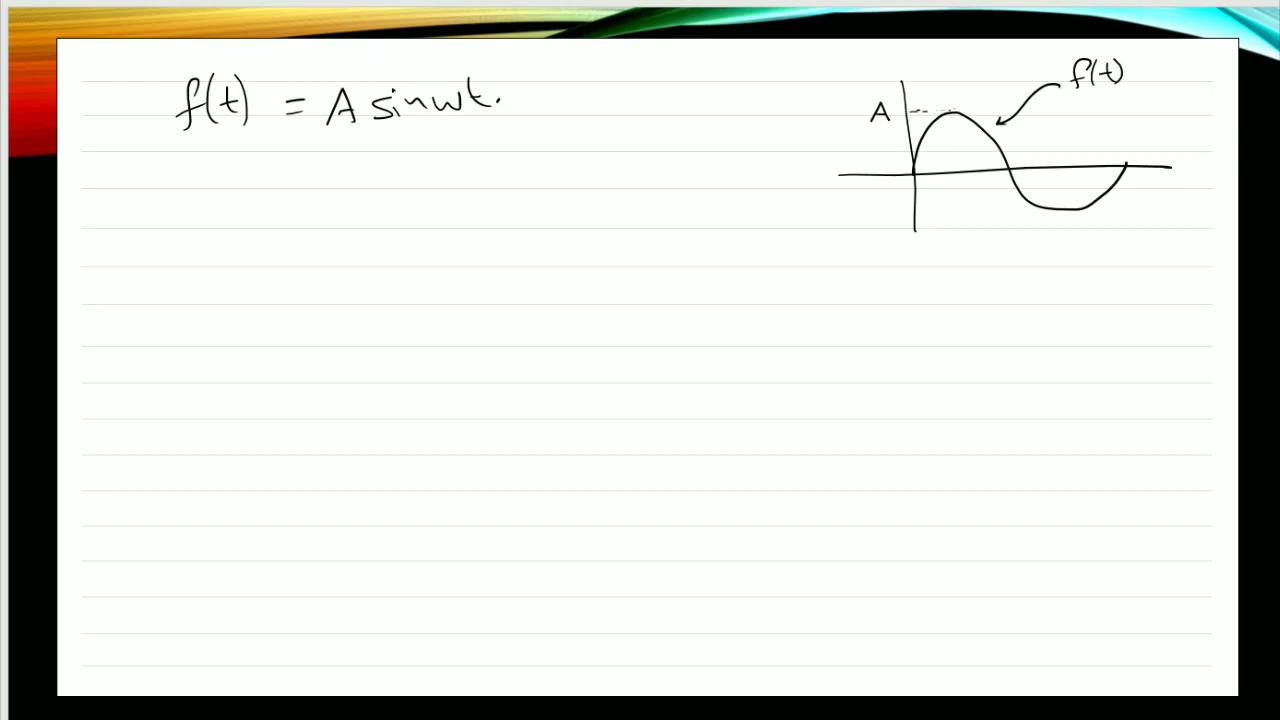 f(t) = A sinwt.
f(t)
A